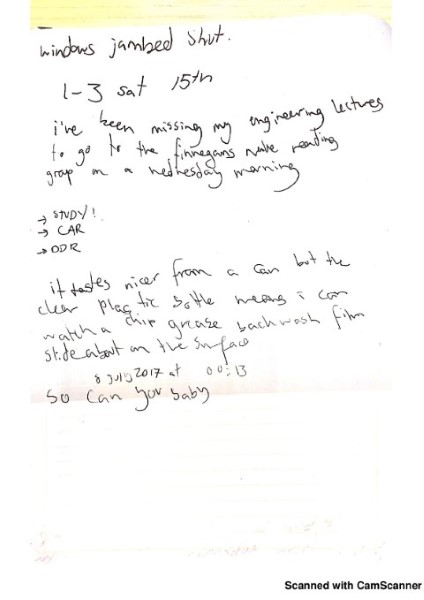 windows jambed shut.
1-3 sat 15th
i've been missing my engineering lectures
to go to the finnegans wake reading
group on a wednesday morning
→ STUDY!
→ CAR
→ DDR
it tastes nicer from a can but the
clear plastic bottle means i can
watch a chip grease backwash film
slide about on the surface
8 july 2017 at 00:13
so can your baby
Scanned with CamScanner